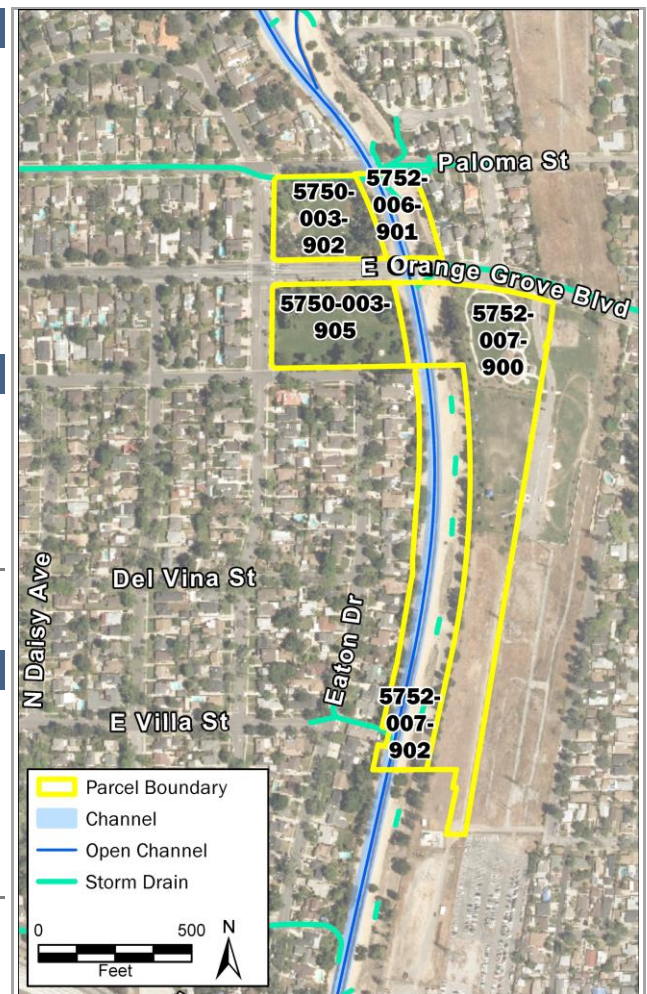 Paloma St
5750-
003-
902
5752-
006-
901
E Orange Grove Blvd
5750-003-
905
5752-
007-
900
Del Vina St
N Daisy Ave
Eaton Dr
E Villa St
5752-
007-
902
Parcel Boundary
Channel
Open Channel
Storm Drain
0 500
Feet
N